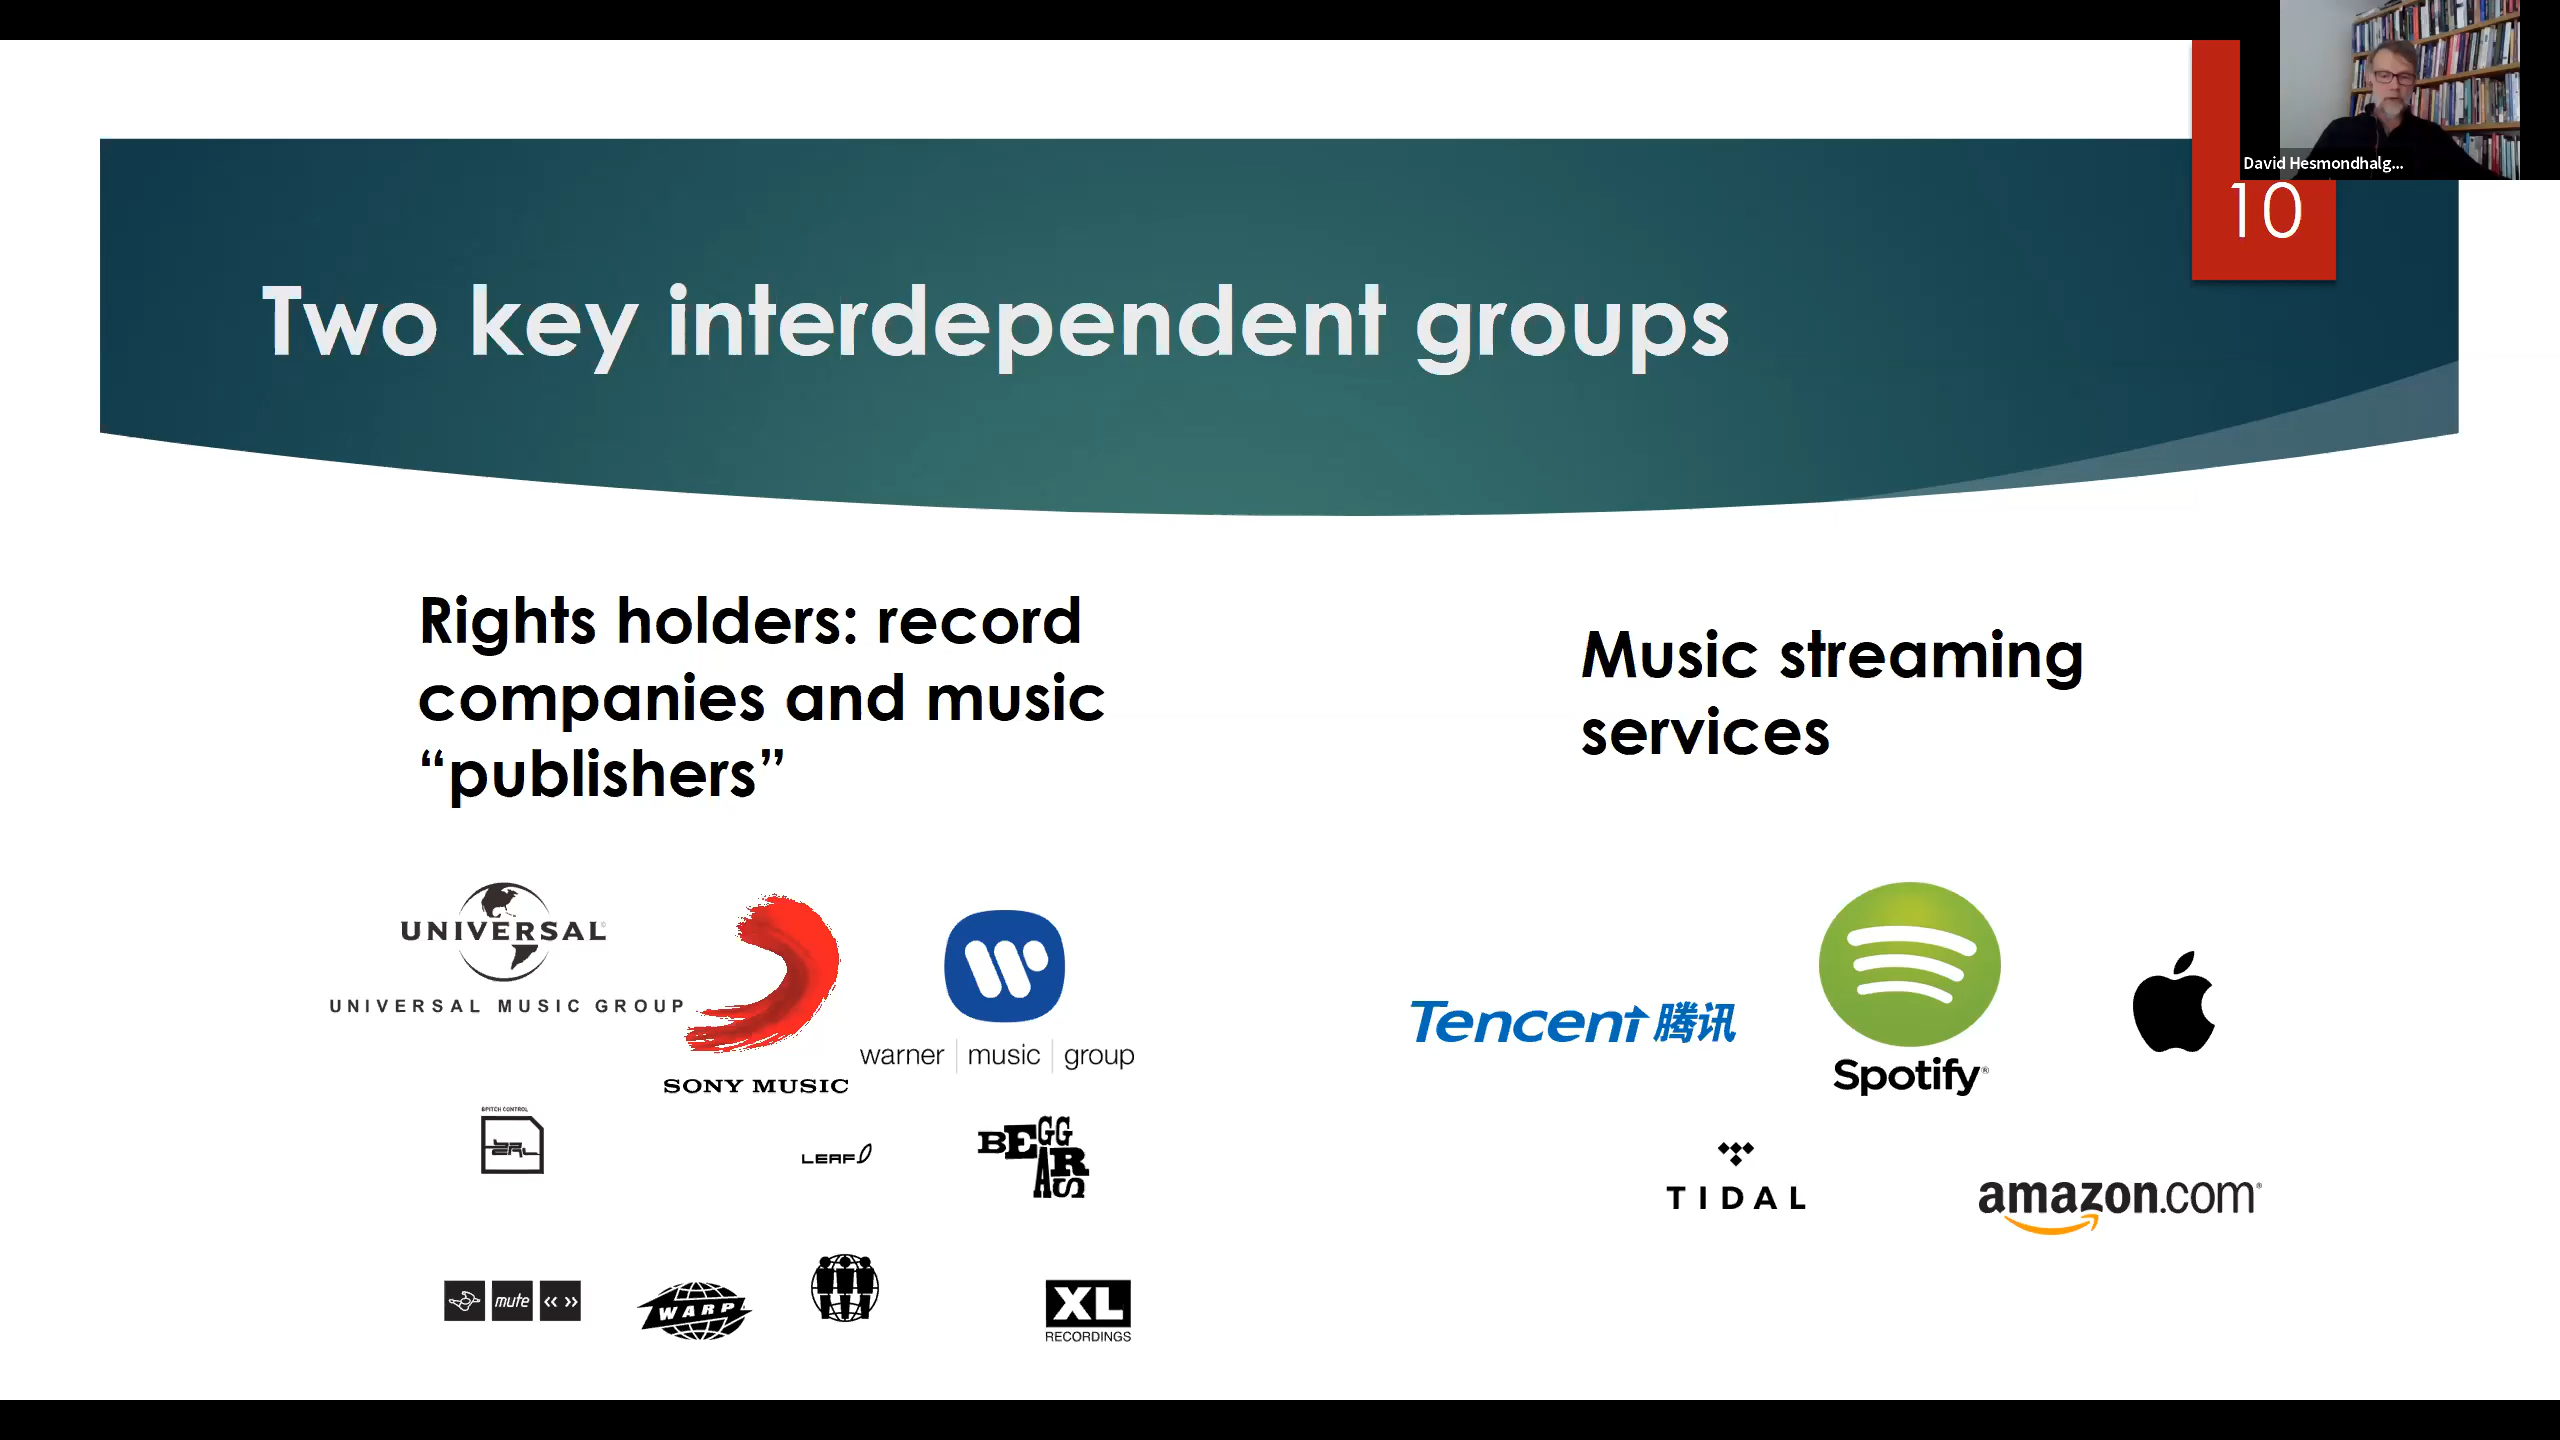 David Hesmondhalg...
10
Two key interdependent groups
Rights holders: record
companies and music
“publishers”
Music streaming
services
UNIVERSAL
UNIVERSAL MUSIC GROUP
SONY MUSIC
warner music group
Tencent 腾讯
Spotify®
BPITCH CONTROL
LEAF
BEGGARS
TIDAL
amazon.com®
mute
WARP
XL
RECORDINGS